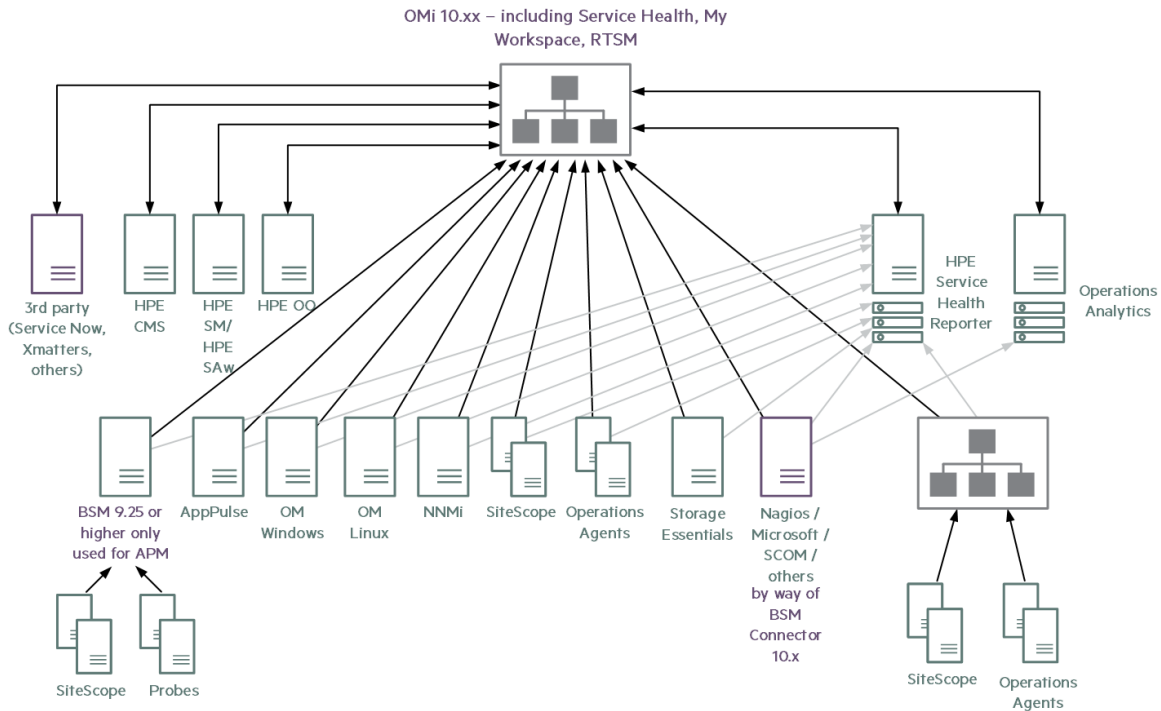 OMi 10.xx – including Service Health, My
Workspace, RTSM
3rd party
(Service Now,
Xmatters,
others)
HPE
CMS
HPE
SM/
HPE
SAw
HPE OO
HPE
Service
Health
Reporter
Operations
Analytics
BSM 9.25 or
higher only
used for APM
AppPulse
OM
Windows
OM
Linux
NNMi
SiteScope
Operations
Agents
Storage
Essentials
Nagios /
Microsoft /
SCOM /
others
by way of
BSM
Connector
10.x
SiteScope
Probes
SiteScope
Operations
Agents